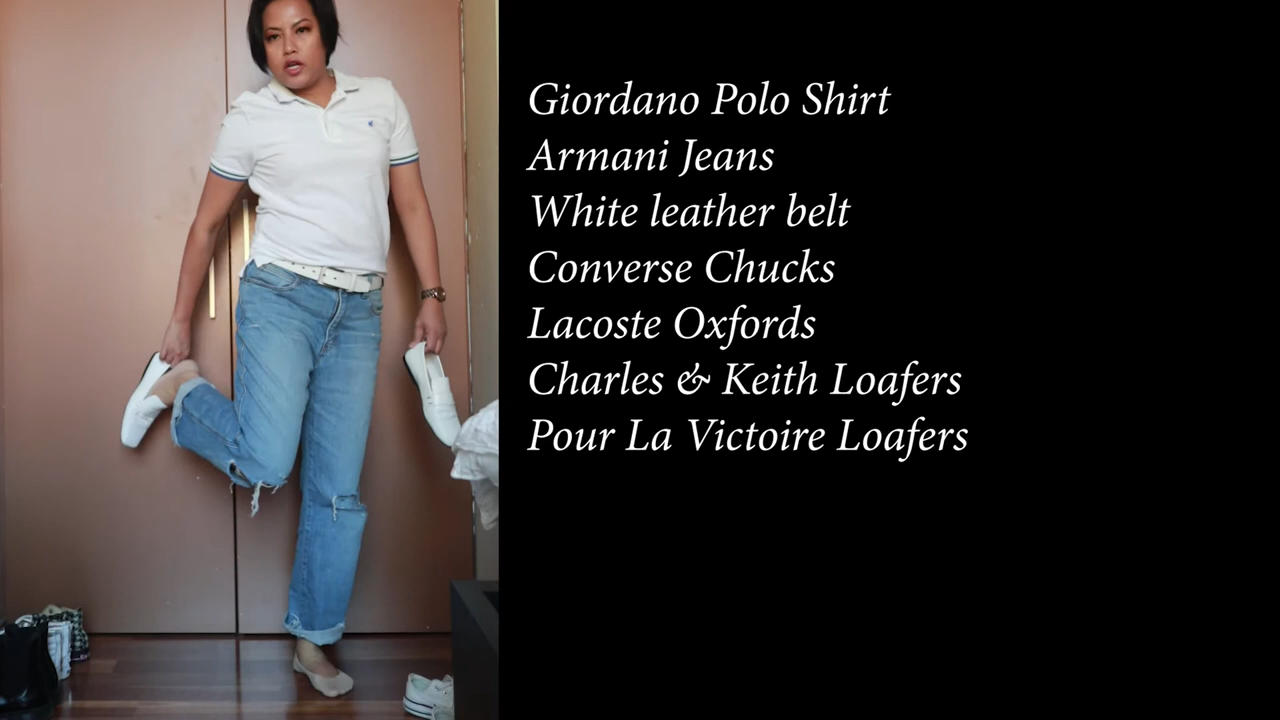 Giordano Polo Shirt
Armani Jeans
White leather belt
Converse Chucks
Lacoste Oxfords
Charles & Keith Loafers
Pour La Victoire Loafers